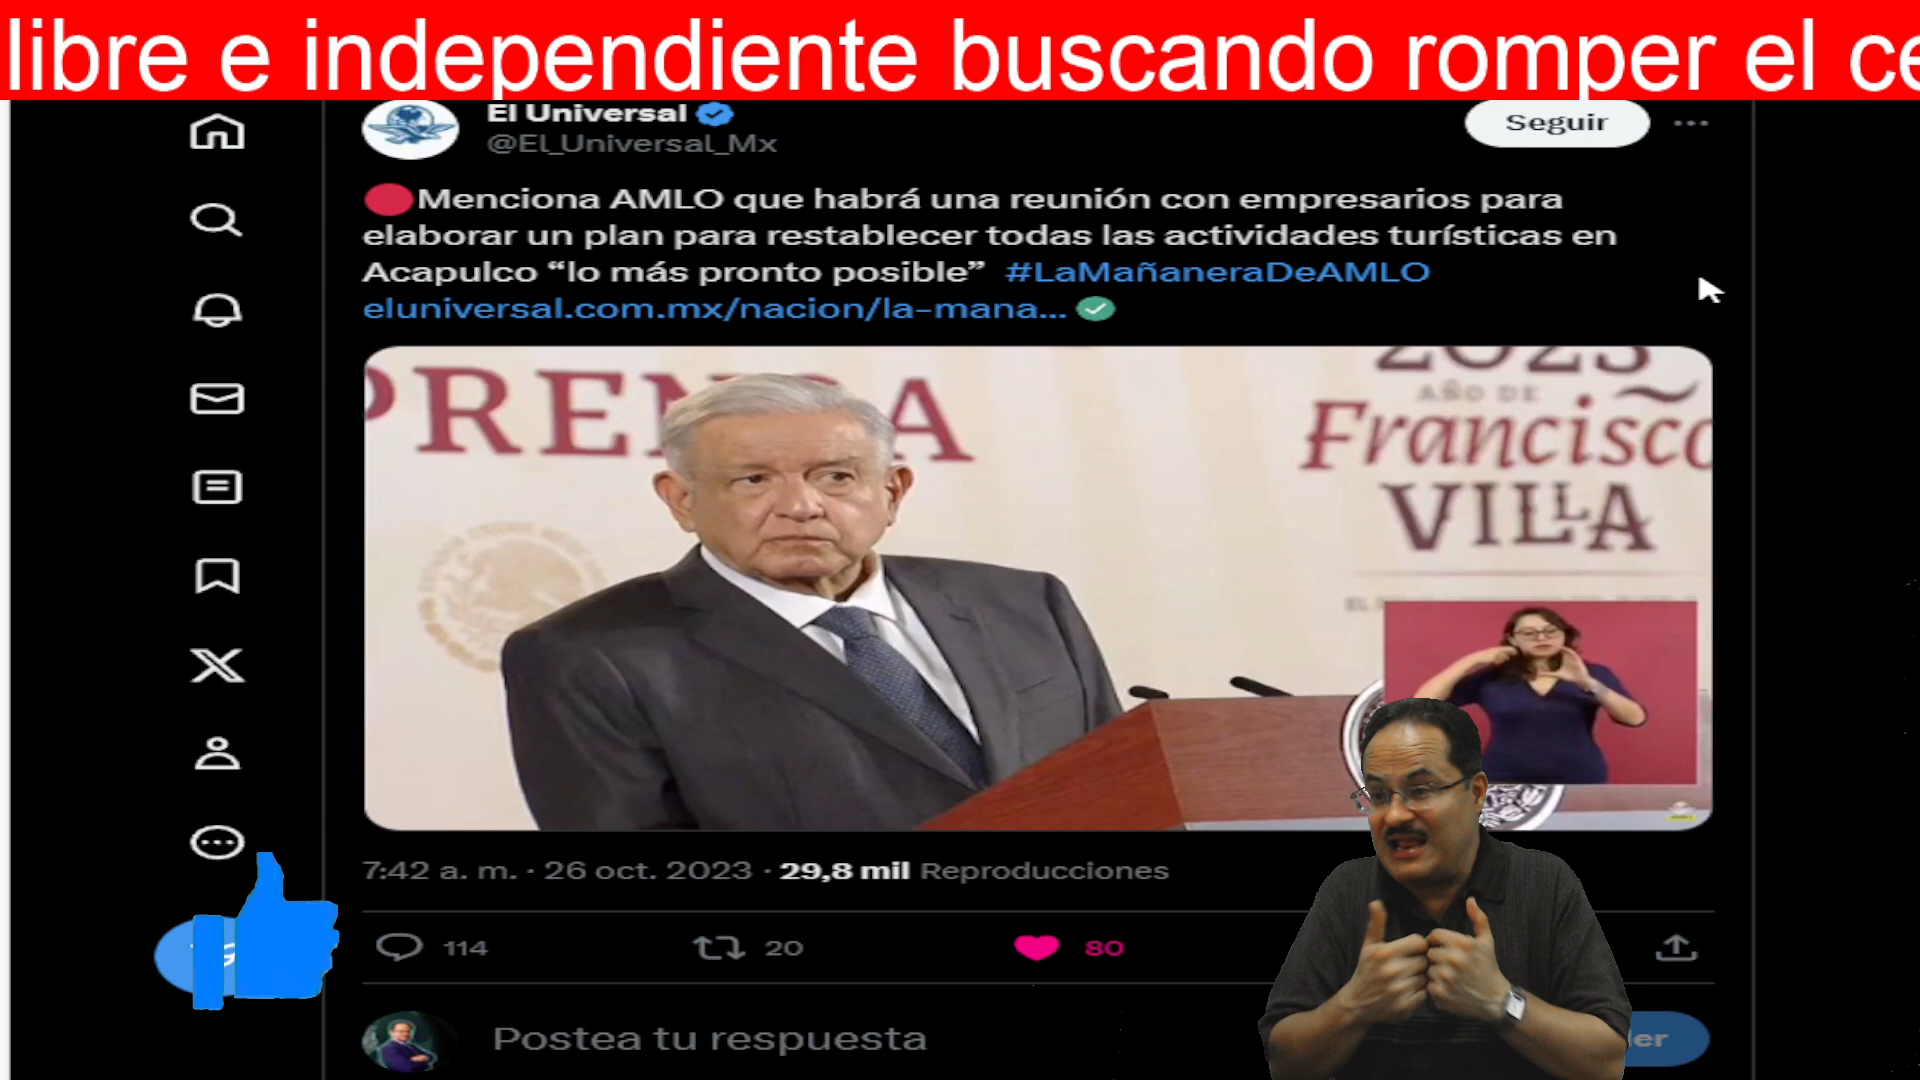 libre e independiente buscando romper el ce
El Universal
@El_Universal_Mx
Seguir
Menciona AMLO que habrá una reunión con empresarios para
elaborar un plan para restablecer todas las actividades turísticas en
Acapulco “lo más pronto posible” #LaMañaneraDeAMLO
eluniversal.com.mx/nacion/la-mana...
PRENSA
2023
AÑO DE
Francisco
VILLA
7:42 a. m. · 26 oct. 2023 · 29,8 mil Reproducciones
114
20
80
Postea tu respuesta
er